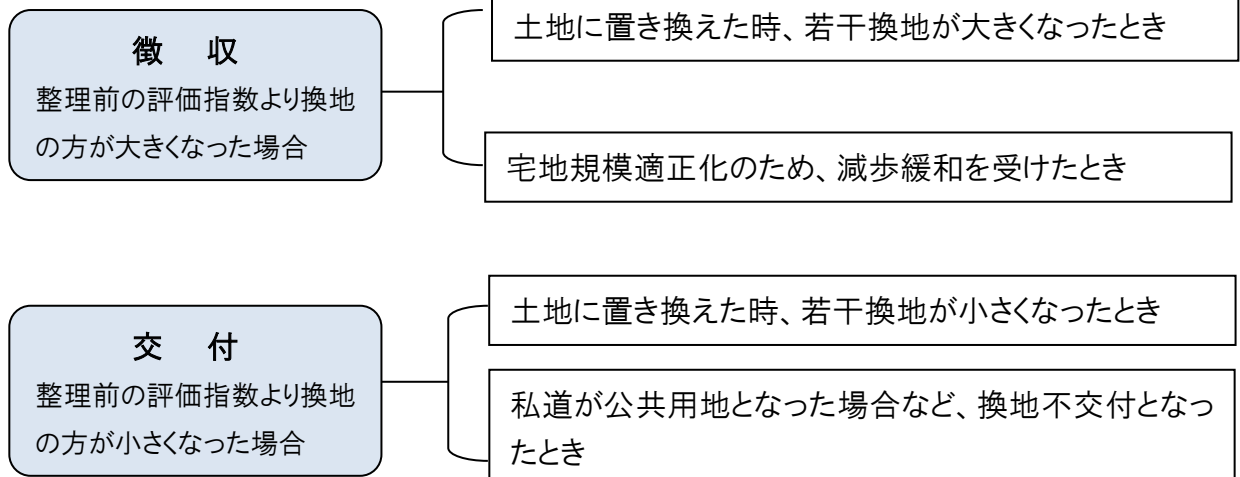 徴　収
整理前の評価指数より換地
の方が大きくなった場合
土地に置き換えた時、若干換地が大きくなったとき
宅地規模適正化のため、減歩緩和を受けたとき
交　付
整理前の評価指数より換地
の方が小さくなった場合
土地に置き換えた時、若干換地が小さくなったとき
私道が公共用地となった場合など、換地不交付となっ
たとき